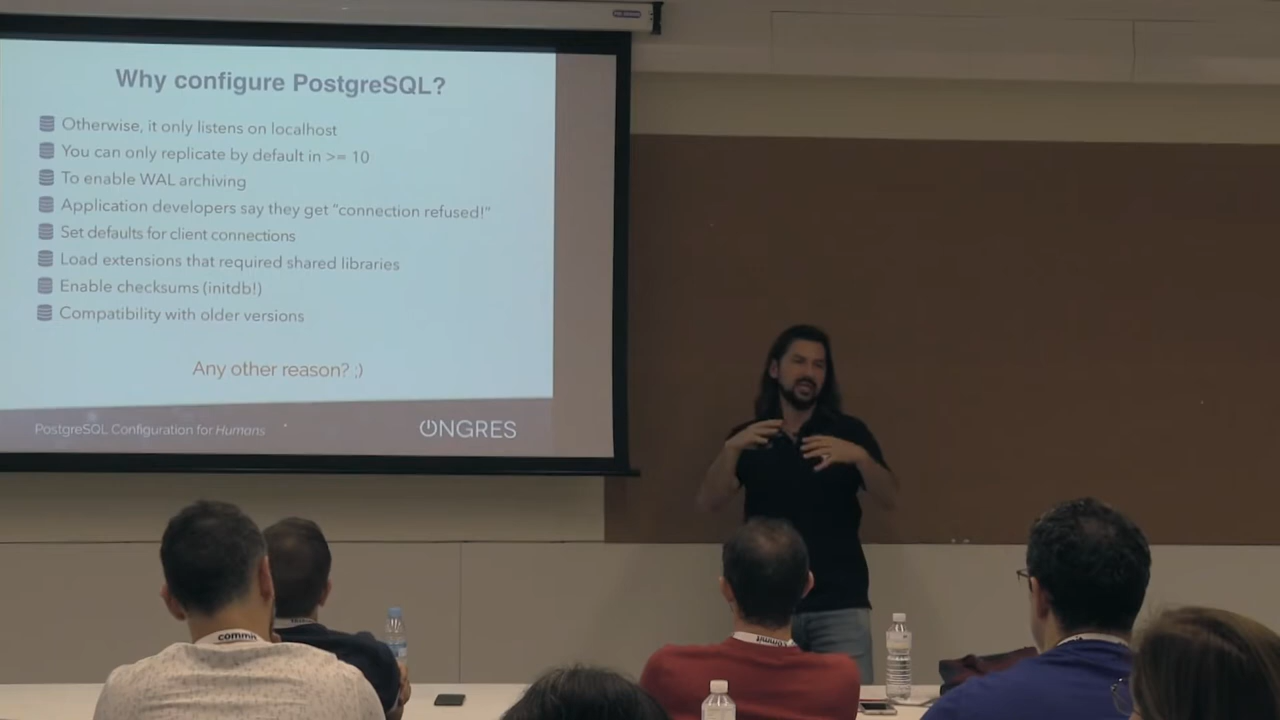 Why configure PostgreSQL?
Otherwise, it only listens on localhost
You can only replicate by default in >= 10
To enable WAL archiving
Application developers say they get "connection refused!"
Set defaults for client connections
Load extensions that required shared libraries
Enable checksums (initdb!)
Compatibility with older versions
Any other reason? ;)
PostgreSQL Configuration for Humans
ONGRES
commit
commit